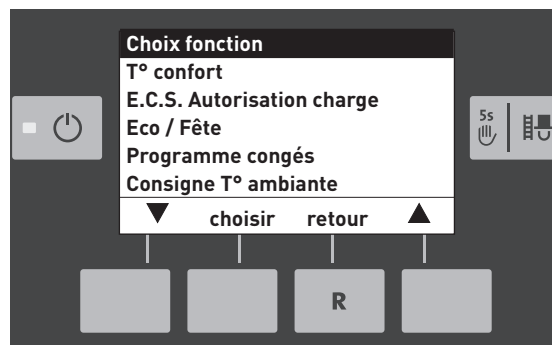 Choix fonction
T° confort
E.C.S. Autorisation charge
Eco / Fête
Programme congés
Consigne T° ambiante
choisir retour
5s
R